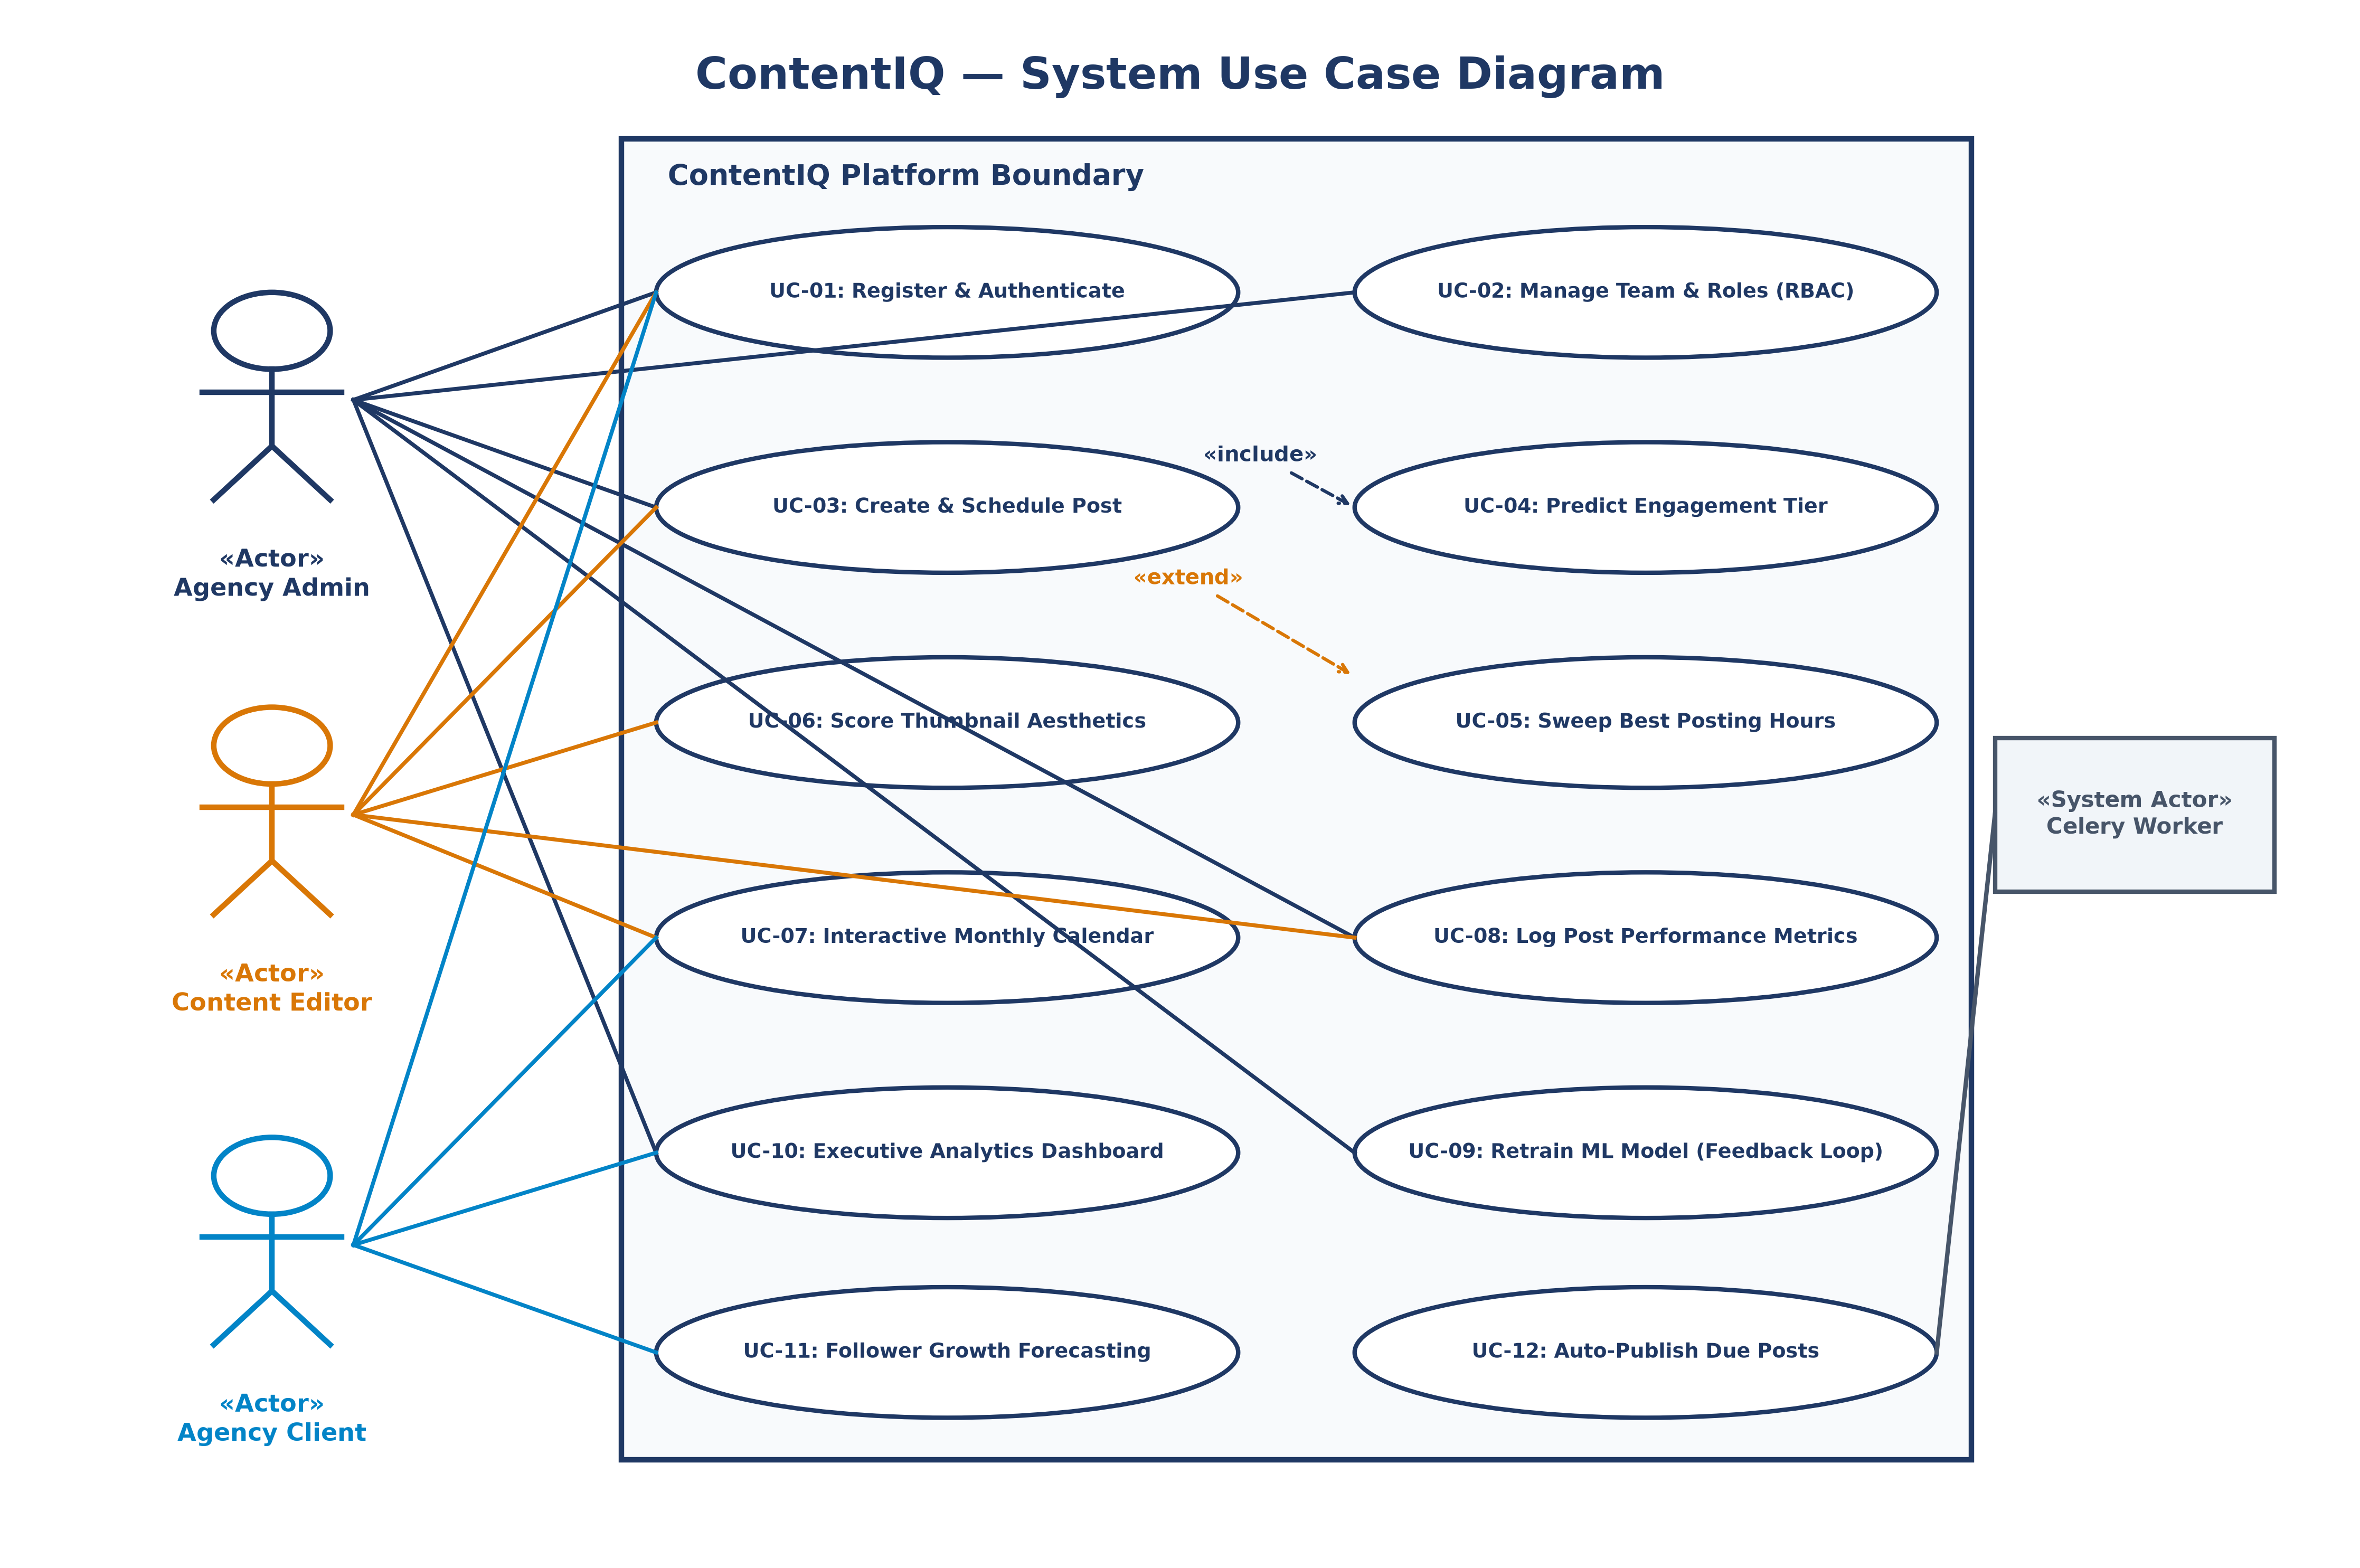 ContentIQ — System Use Case Diagram
ContentIQ Platform Boundary
UC-01: Register & Authenticate
UC-02: Manage Team & Roles (RBAC)
«include»
UC-03: Create & Schedule Post
UC-04: Predict Engagement Tier
«Actor»
Agency Admin
«extend»
UC-06: Score Thumbnail Aesthetics
UC-05: Sweep Best Posting Hours
«System Actor»
Celery Worker
UC-07: Interactive Monthly Calendar
UC-08: Log Post Performance Metrics
«Actor»
Content Editor
UC-10: Executive Analytics Dashboard
UC-09: Retrain ML Model (Feedback Loop)
UC-11: Follower Growth Forecasting
UC-12: Auto-Publish Due Posts
«Actor»
Agency Client